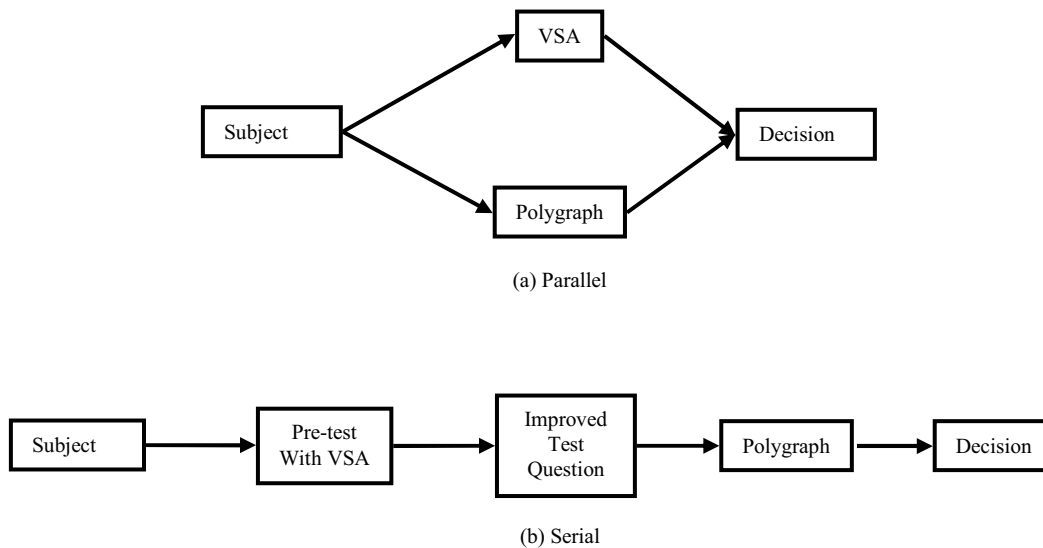 VSA
Subject
Decision
Polygraph
(a) Parallel
Subject
Pre-test
With VSA
Improved
Test
Question
Polygraph
Decision
(b) Serial